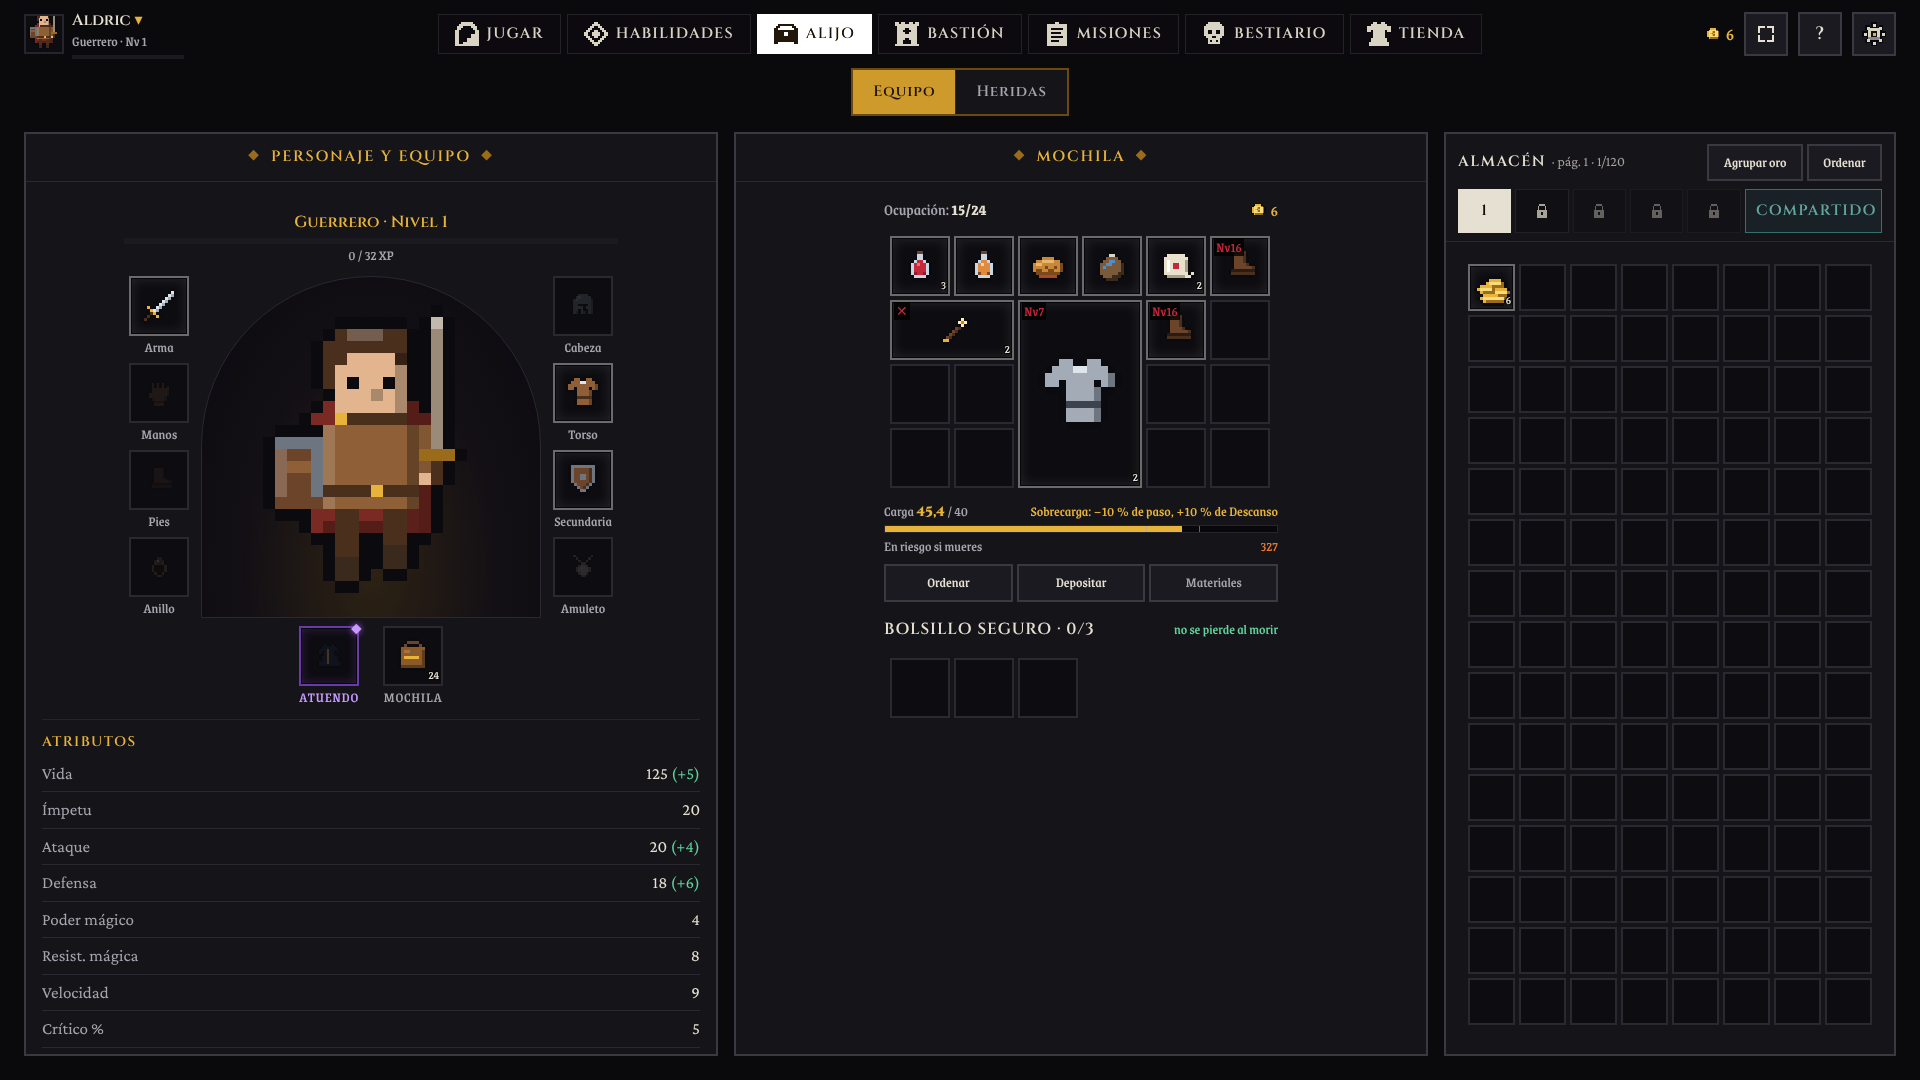 ALDRIC ▼
Guerrero · Nv 1
JUGAR
HABILIDADES
ALIJO
BASTIÓN
MISIONES
BESTIARIO
TIENDA
6
?
EQUIPO
HERIDAS
PERSONAJE Y EQUIPO
GUERRERO · NIVEL 1
0 / 32 XP
Arma
Cabeza
Manos
Torso
Pies
Secundaria
Anillo
Amuleto
24
ATUENDO
MOCHILA
ATRIBUTOS
Vida 125 (+5)
Ímpetu 20
Ataque 20 (+4)
Defensa 18 (+6)
Poder mágico 4
Resist. mágica 8
Velocidad 9
Crítico % 5
MOCHILA
Ocupación: 15/24 6
3
2
Nv16
✕
2
Nv7
2
Nv16
Carga 45,4 / 40 Sobrecarga: −10 % de paso, +10 % de Descanso
En riesgo si mueres 327
Ordenar
Depositar
Materiales
BOLSILLO SEGURO · 0/3 no se pierde al morir
ALMACÉN · pág. 1 · 1/120
Agrupar oro
Ordenar
1
COMPARTIDO
6